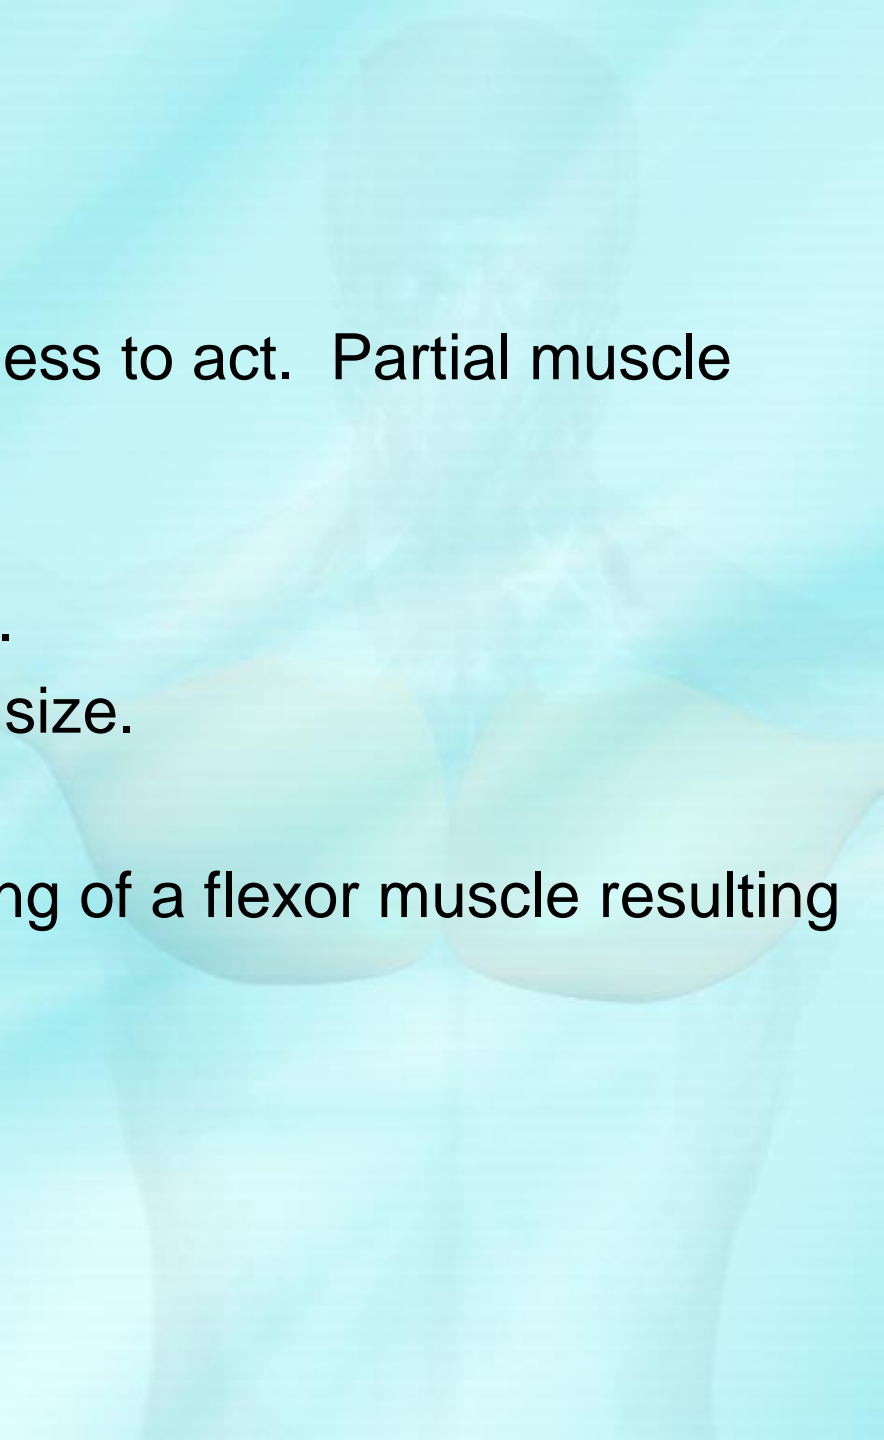 ess to act.  Partial muscle
.
size.
ng of a flexor muscle resulting